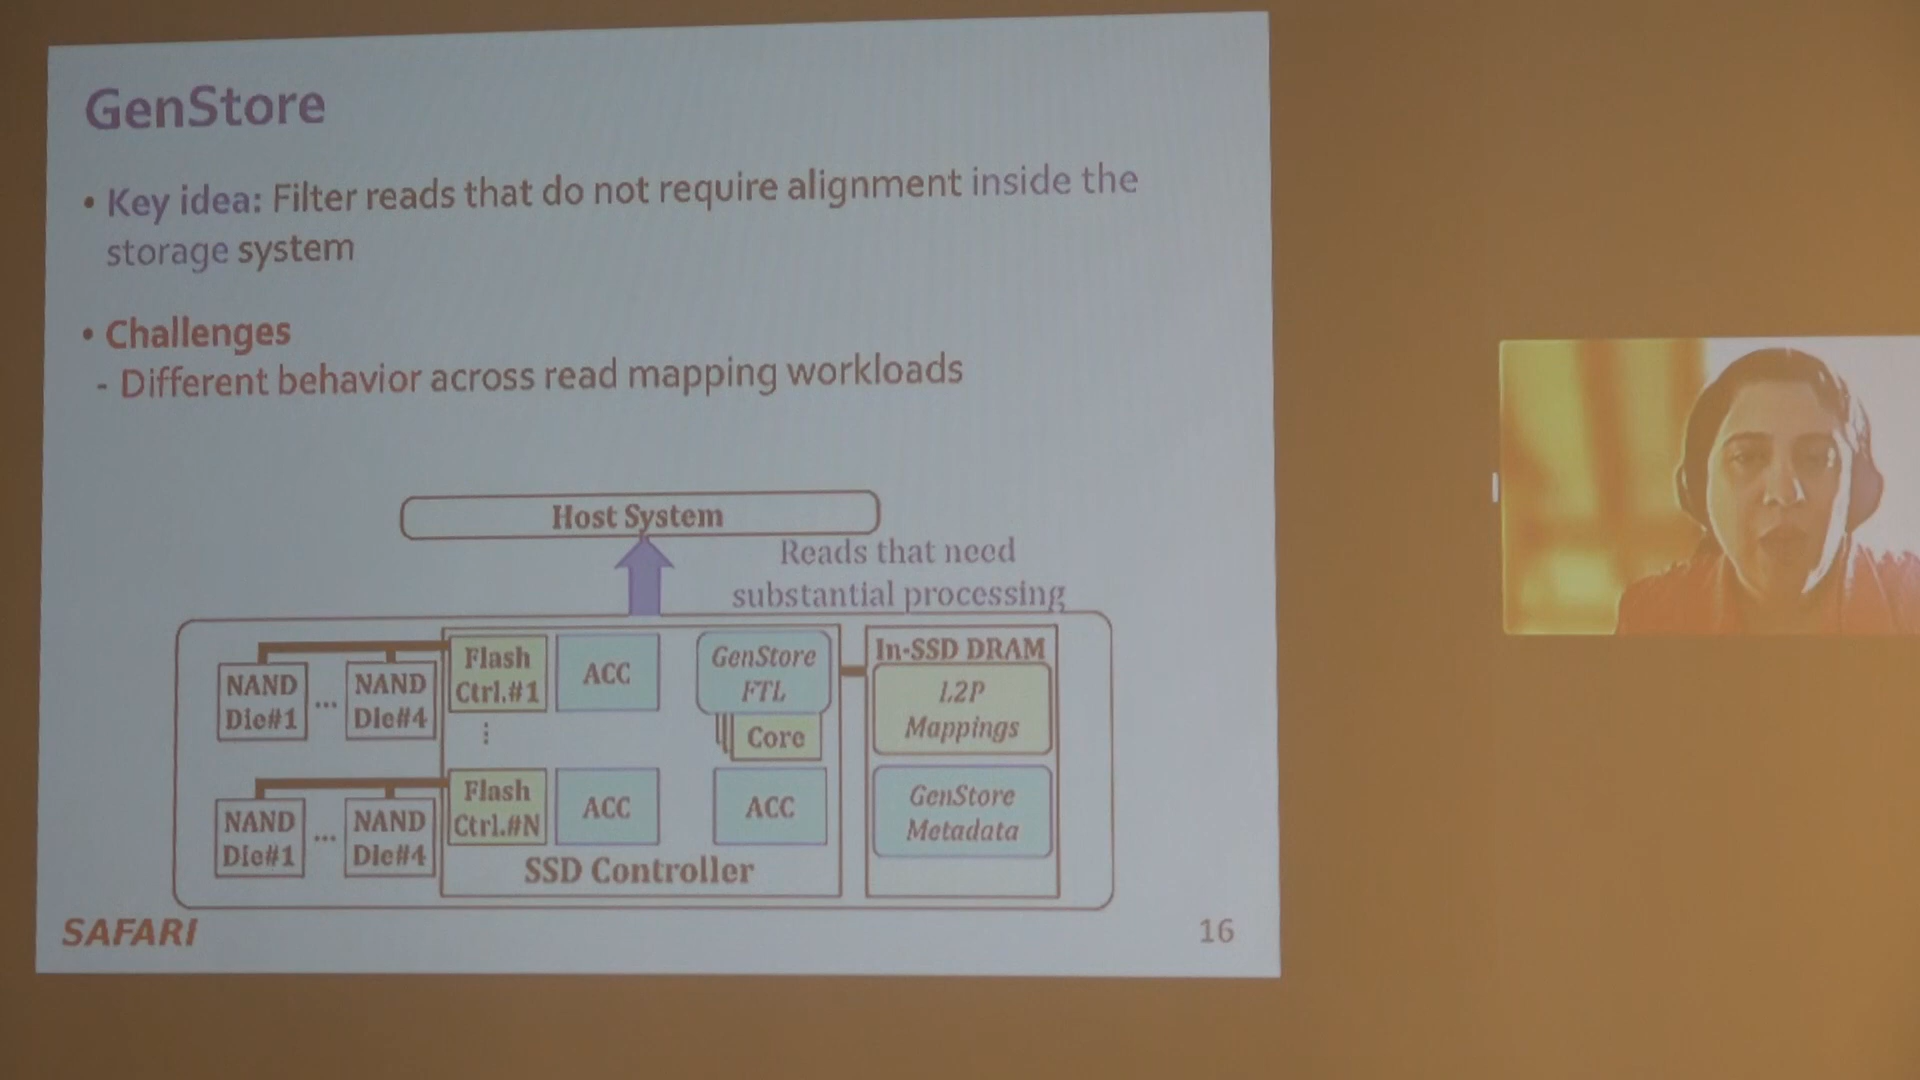 GenStore
• Key idea: Filter reads that do not require alignment inside the
storage system
• Challenges
- Different behavior across read mapping workloads
Host System
Reads that need
substantial processing
NAND
Die#1
...
NAND
Die#4
Flash
Ctrl.#1
ACC
GenStore
FTL
Core
In-SSD DRAM
L2P
Mappings
NAND
Die#1
...
NAND
Die#4
Flash
Ctrl.#N
ACC
ACC
GenStore
Metadata
SSD Controller
SAFARI
16